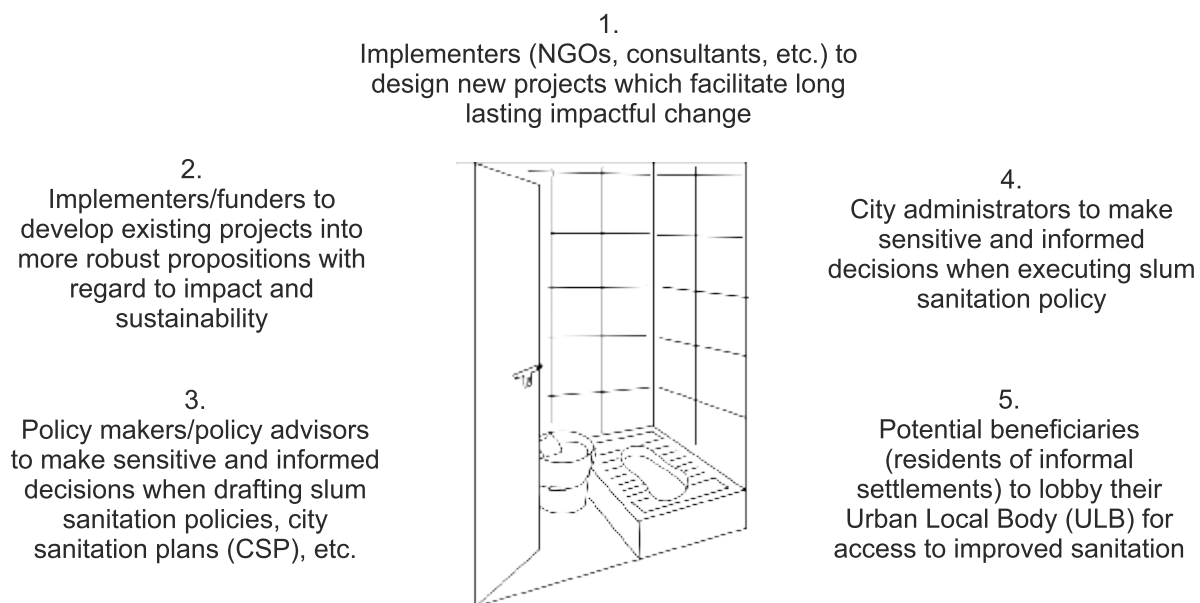 1.
Implementers (NGOs, consultants, etc.) to
design new projects which facilitate long
lasting impactful change
2.
Implementers/funders to
develop existing projects into
more robust propositions with
regard to impact and
sustainability
3.
Policy makers/policy advisors
to make sensitive and informed
decisions when drafting slum
sanitation policies, city
sanitation plans (CSP), etc.
4.
City administrators to make
sensitive and informed
decisions when executing slum
sanitation policy
5.
Potential beneficiaries
(residents of informal
settlements) to lobby their
Urban Local Body (ULB) for
access to improved sanitation